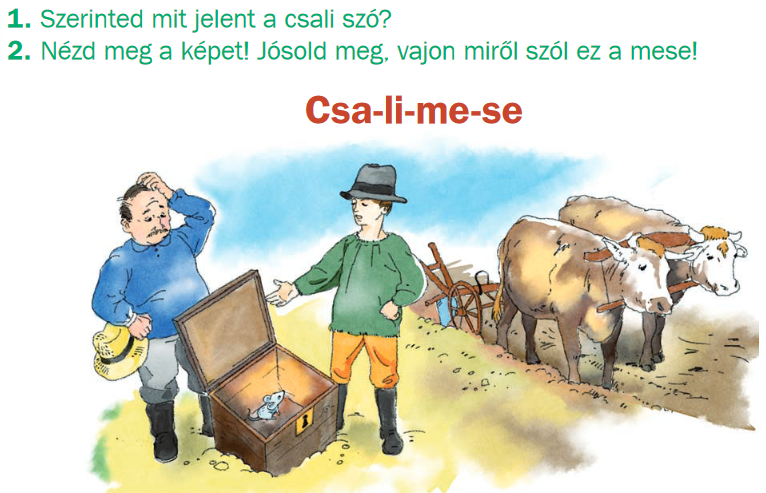 1. Szerinted mit jelent a csali szó?
2. Nézd meg a képet! Jósold meg, vajon miről szól ez a mese!
Csa-li-me-se